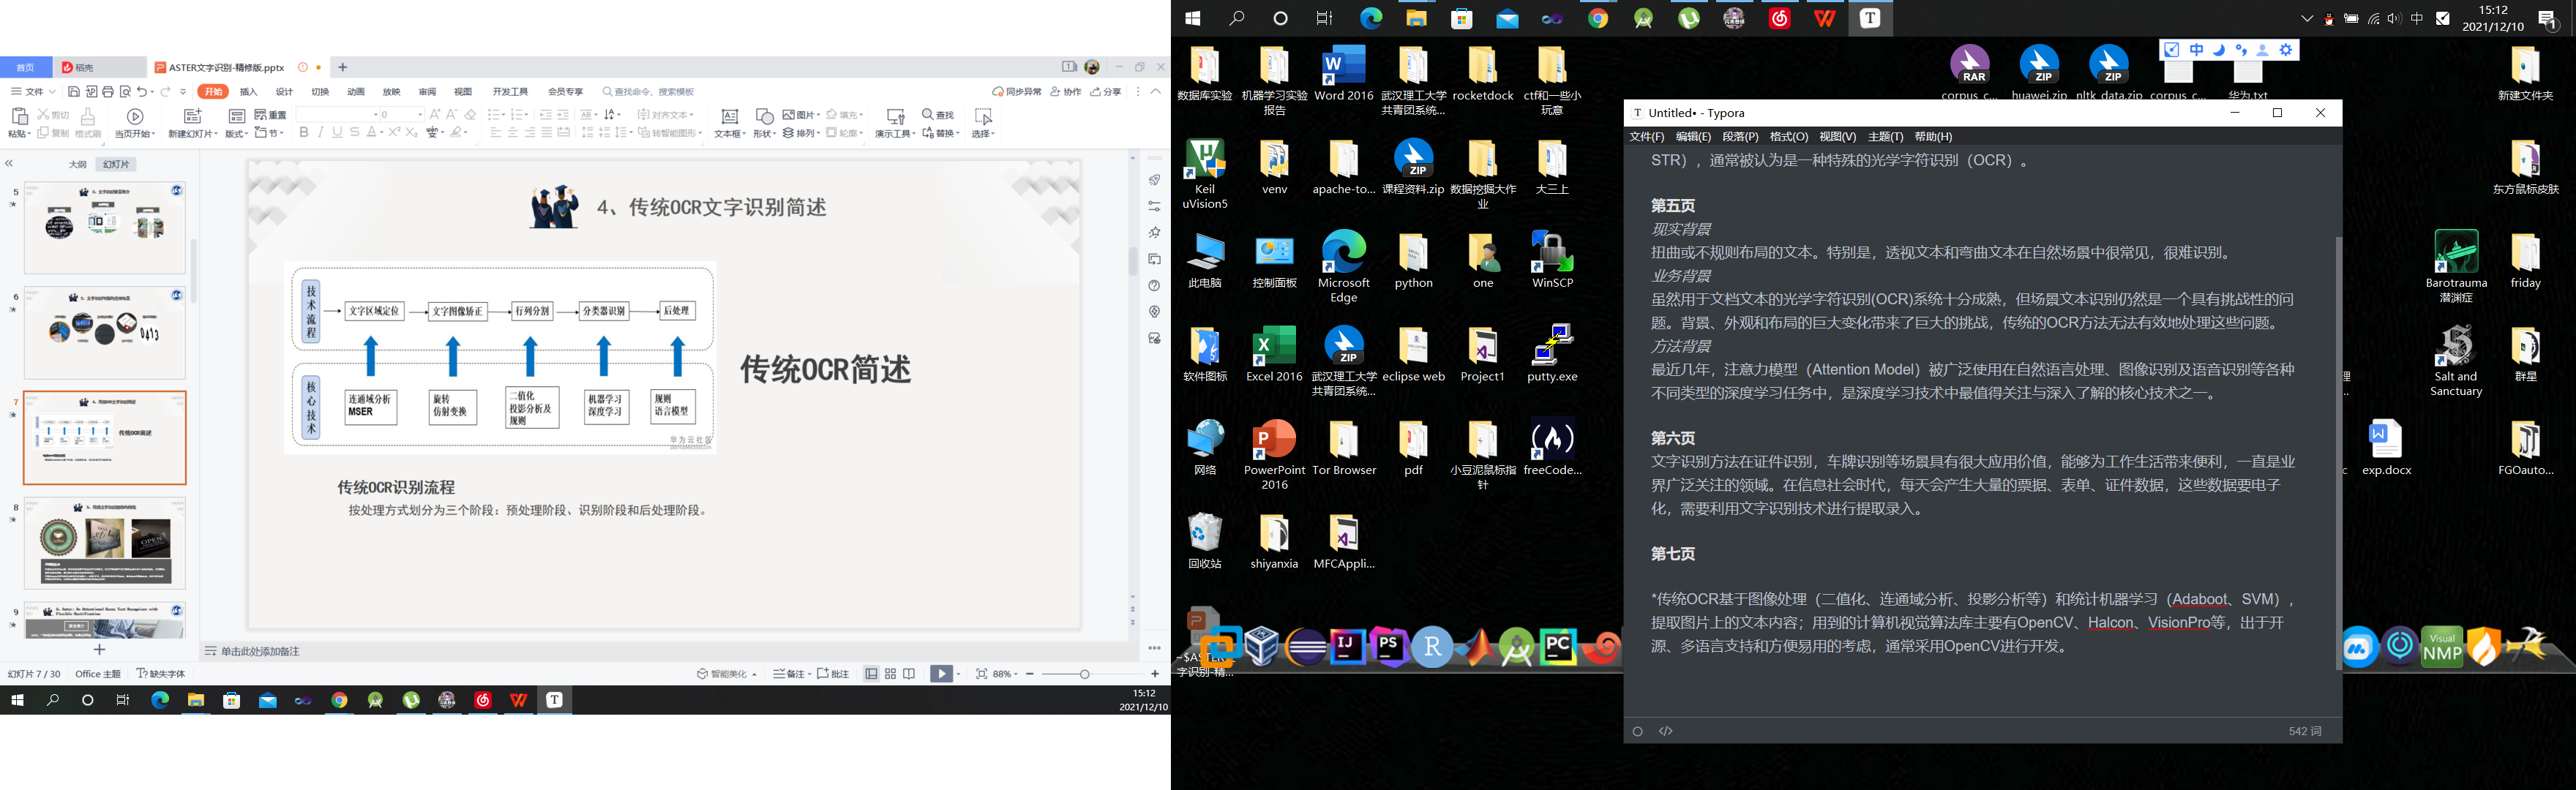 首页
稻壳
ASTER文字识别-精修版.pptx
文件
开始
插入
设计
切换
动画
放映
审阅
视图
开发工具
会员专享
查找命令、搜索模板
同步异常
协作
分享
粘贴
剪切
复制
格式刷
当页开始
新建幻灯片
版式
重置
节
文本框
形状
图片
排列
填充
轮廓
对齐文本
转智能图形
演示工具
查找
替换
选择
大纲
幻灯片
5
6
7
8
9
4、传统OCR文字识别简述
技术流程
文字区域定位
文字图像矫正
行列分割
分类器识别
后处理
核心技术
连通域分析
MSER
旋转
仿射变换
二值化
投影分析及
规则
机器学习
深度学习
规则
语言模型
华为云社区
传统OCR简述
传统OCR识别流程
按处理方式划分为三个阶段：预处理阶段、识别阶段和后处理阶段。
单击此处添加备注
幻灯片 7 / 30
Office 主题
缺失字体
智能美化
备注
批注
88%
15:12
2021/12/10
15:12
2021/12/10
数据库实验
机器学习实验报告
Word 2016
武汉理工大学共青团系统...
rocketdock
ctf和一些小玩意
Keil uVision5
venv
apache-to...
课程资料.zip
数据挖掘大作业
大三上
此电脑
控制面板
Microsoft Edge
python
one
WinSCP
软件图标
Excel 2016
武汉理工大学共青团系统...
eclipse web
Project1
putty.exe
网络
PowerPoint 2016
Tor Browser
pdf
小豆泥鼠标指针
freeCode...
回收站
shiyanxia
MFCAppli...
~$ASTER
字识别-精...
corpus_c...
huawei.zip
nltk_data.zip
corpus_c...
华为.txt
新建文件夹
东方鼠标皮肤
Barotrauma 潜渊症
friday
Salt and Sanctuary
群星
exp.docx
FGOauto...
Untitled• - Typora
文件(F) 编辑(E) 段落(P) 格式(O) 视图(V) 主题(T) 帮助(H)
STR），通常被认为是一种特殊的光学字符识别（OCR）。
第五页
现实背景
扭曲或不规则布局的文本。特别是，透视文本和弯曲文本在自然场景中很常见，很难识别。
业务背景
虽然用于文档文本的光学字符识别(OCR)系统十分成熟，但场景文本识别仍然是一个具有挑战性的问
题。背景、外观和布局的巨大变化带来了巨大的挑战，传统的OCR方法无法有效地处理这些问题。
方法背景
最近几年，注意力模型（Attention Model）被广泛使用在自然语言处理、图像识别及语音识别等各种
不同类型的深度学习任务中，是深度学习技术中最值得关注与深入了解的核心技术之一。
第六页
文字识别方法在证件识别，车牌识别等场景具有很大应用价值，能够为工作生活带来便利，一直是业
界广泛关注的领域。在信息社会时代，每天会产生大量的票据、表单、证件数据，这些数据要电子
化，需要利用文字识别技术进行提取录入。
第七页
*传统OCR基于图像处理（二值化、连通域分析、投影分析等）和统计机器学习（Adaboot、SVM），
提取图片上的文本内容；用到的计算机视觉算法库主要有OpenCV、Halcon、VisionPro等，出于开
源、多语言支持和方便易用的考虑，通常采用OpenCV进行开发。
542 词
Visual
NMP